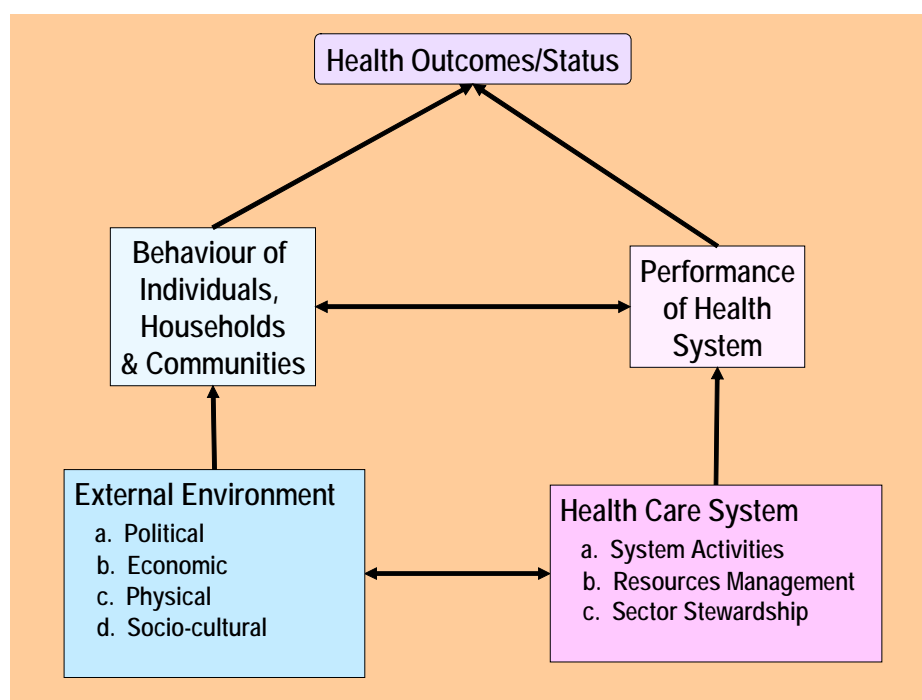 Health Outcomes/Status
Behaviour of
Individuals,
Households
& Communities
Performance
of Health
System
External Environment
a. Political
b. Economic
c. Physical
d. Socio-cultural
Health Care System
a. System Activities
b. Resources Management
c. Sector Stewardship